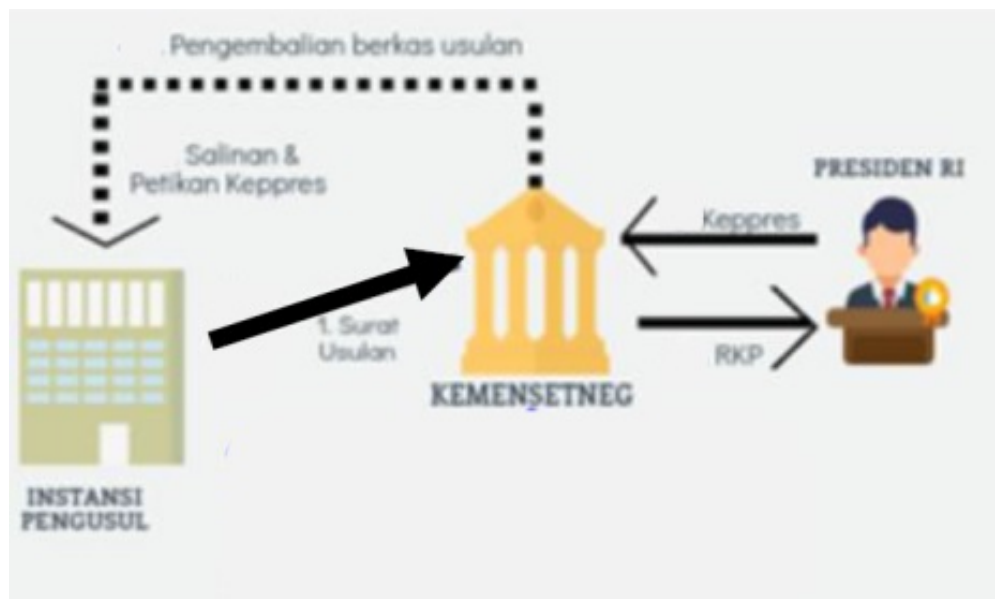 Pengembalian berkas usulan
Salinan &
Petikan Keppres
PRESIDEN RI
Keppres
1. Surat
Usulan
RKP
KEMENSETNEG
INSTANSI
PENGUSUL